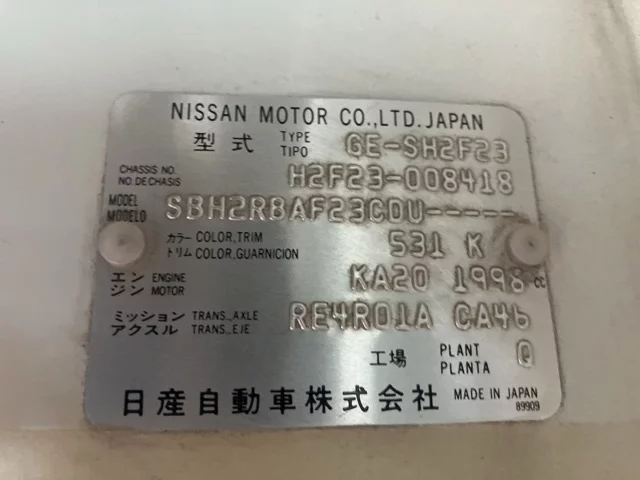 NISSAN MOTOR CO.,LTD. JAPAN
型式 TYPE TIPO GE-SH2F23
CHASSIS NO. NO. DE CHASIS H2F23-008418
MODEL MODELO SBH2RBAF23CDU-----
カラー COLOR,TRIM トリム COLOR,GUARNICION 531 K
エンジン ENGINE MOTOR KA20 1998 cc
ミッション TRANS.,AXLE アクスル TRANS.,EJE RE4R01A CA46
工場 PLANT PLANTA Q
日産自動車株式会社 MADE IN JAPAN
89909